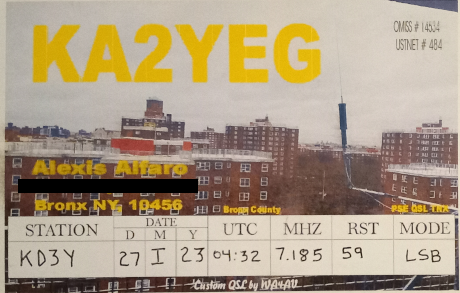 OMISS # 14534
USTNET # 484
KA2YEG
Alexis Alfaro
Bronx NY, 10456
Bronx County
PSE QSL TNX
STATION DATE D M Y UTC MHZ RST MODE
KD3Y 27 I 23 04:32 7.185 59 LSB
Custom QSL by WA4AU